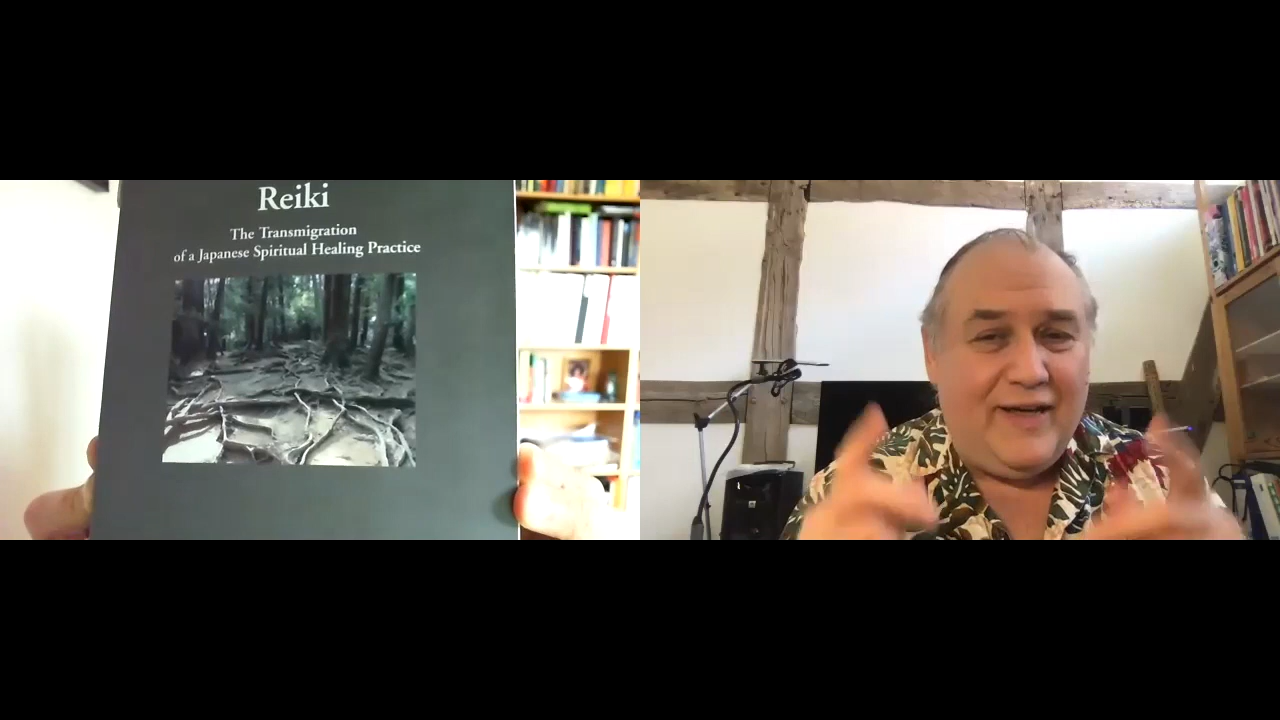 Reiki
The Transmigration
of a Japanese Spiritual Healing Practice